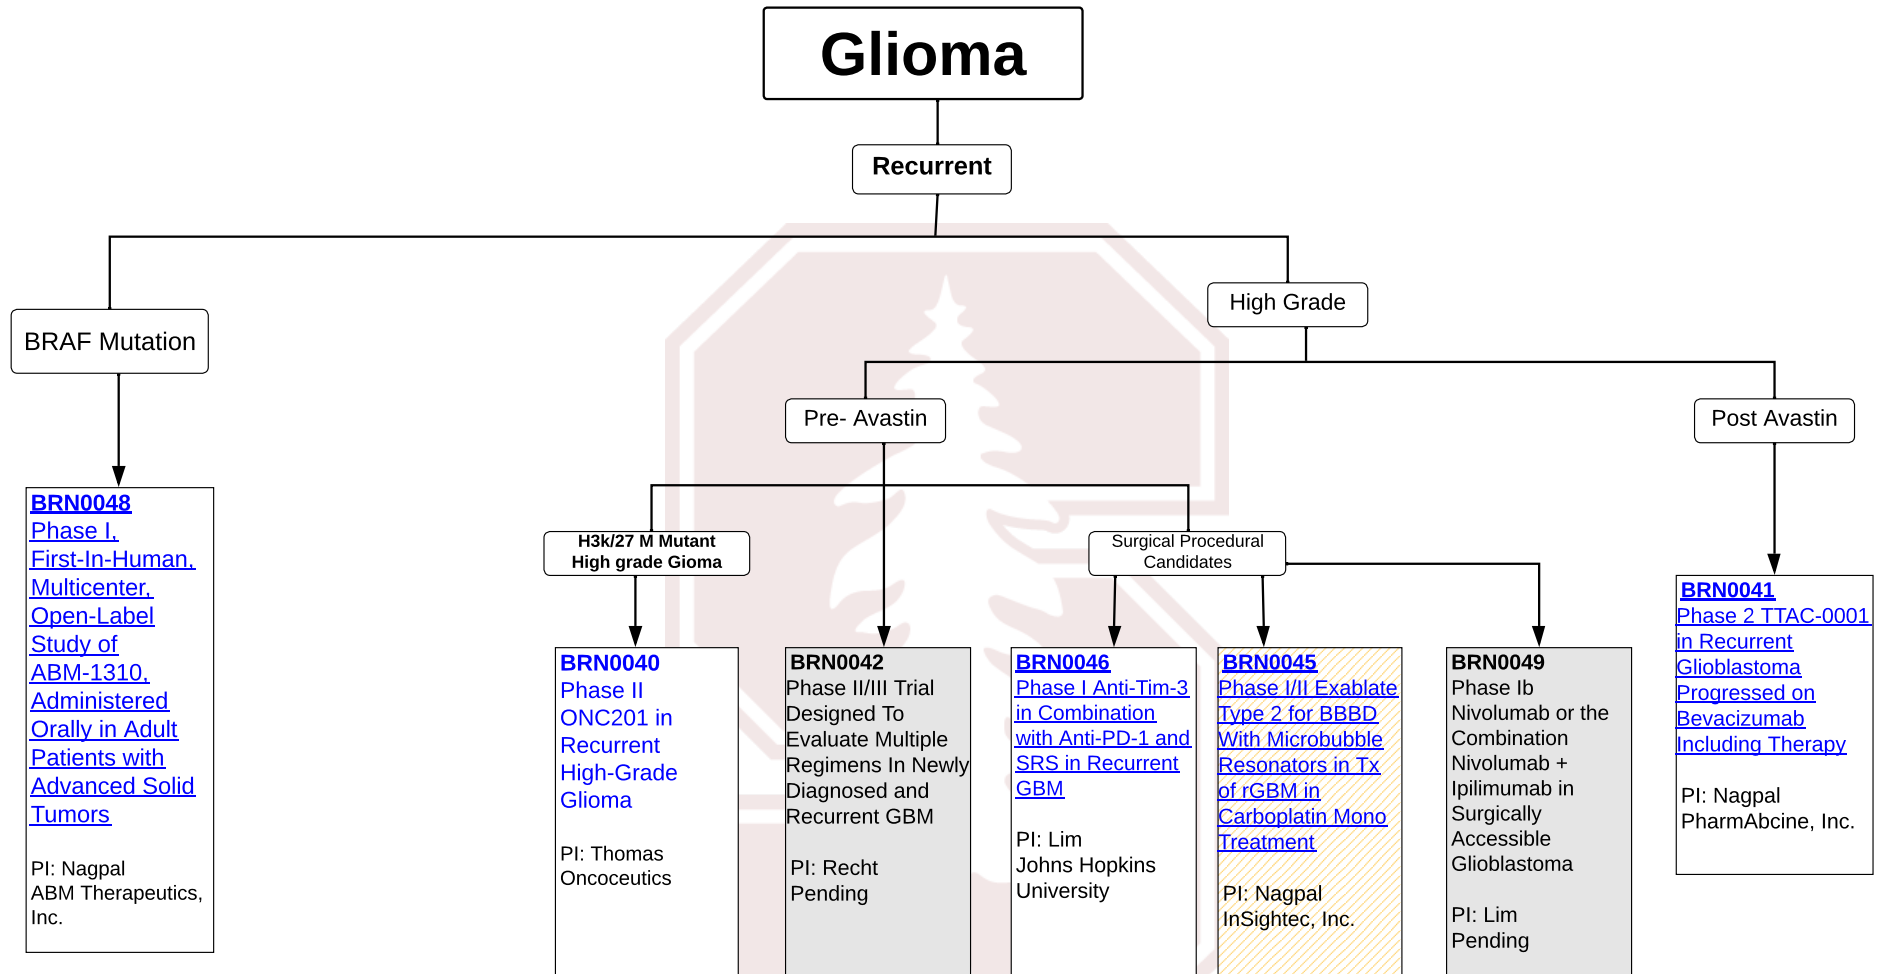 Glioma
Recurrent
High Grade
BRAF Mutation
Pre- Avastin
Post Avastin
H3k/27 M Mutant
High grade Gioma
Surgical Procedural
Candidates
BRN0048
Phase I,
First-In-Human,
Multicenter,
Open-Label
Study of
ABM-1310,
Administered
Orally in Adult
Patients with
Advanced Solid
Tumors
PI: Nagpal
ABM Therapeutics,
Inc.
BRN0040
Phase II
ONC201 in
Recurrent
High-Grade
Glioma
PI: Thomas
Oncoceutics
BRN0042
Phase II/III Trial
Designed To
Evaluate Multiple
Regimens In Newly
Diagnosed and
Recurrent GBM
PI: Recht
Pending
BRN0046
Phase I Anti-Tim-3
in Combination
with Anti-PD-1 and
SRS in Recurrent
GBM
PI: Lim
Johns Hopkins
University
BRN0045
Phase I/II Exablate
Type 2 for BBBD
With Microbubble
Resonators in Tx
of rGBM in
Carboplatin Mono
Treatment
PI: Nagpal
InSightec, Inc.
BRN0049
Phase Ib
Nivolumab or the
Combination
Nivolumab +
Ipilimumab in
Surgically
Accessible
Glioblastoma
PI: Lim
Pending
BRN0041
Phase 2 TTAC-0001
in Recurrent
Glioblastoma
Progressed on
Bevacizumab
Including Therapy
PI: Nagpal
PharmAbcine, Inc.